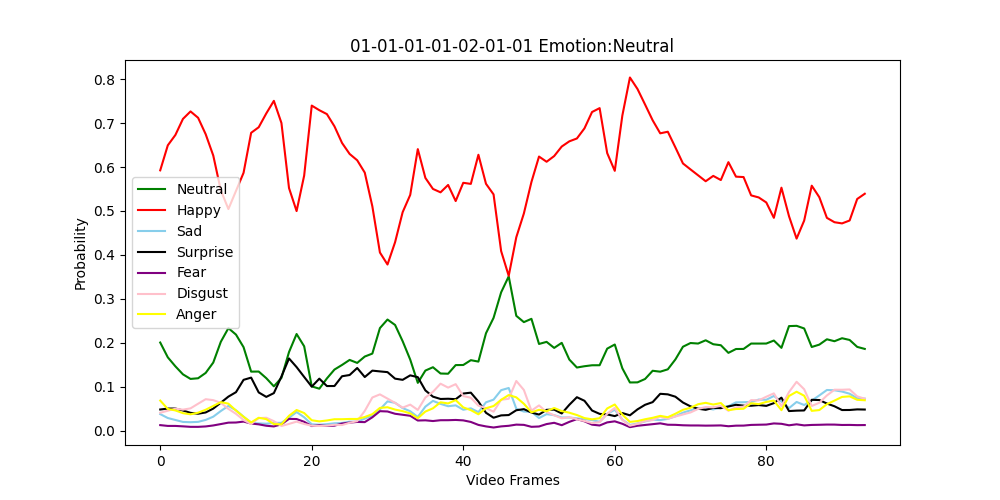 01-01-01-01-02-01-01 Emotion:Neutral
Probability
0.8
0.7
0.6
0.5
0.4
0.3
0.2
0.1
0.0
Neutral
Happy
Sad
Surprise
Fear
Disgust
Anger
0 20 40 60 80
Video Frames